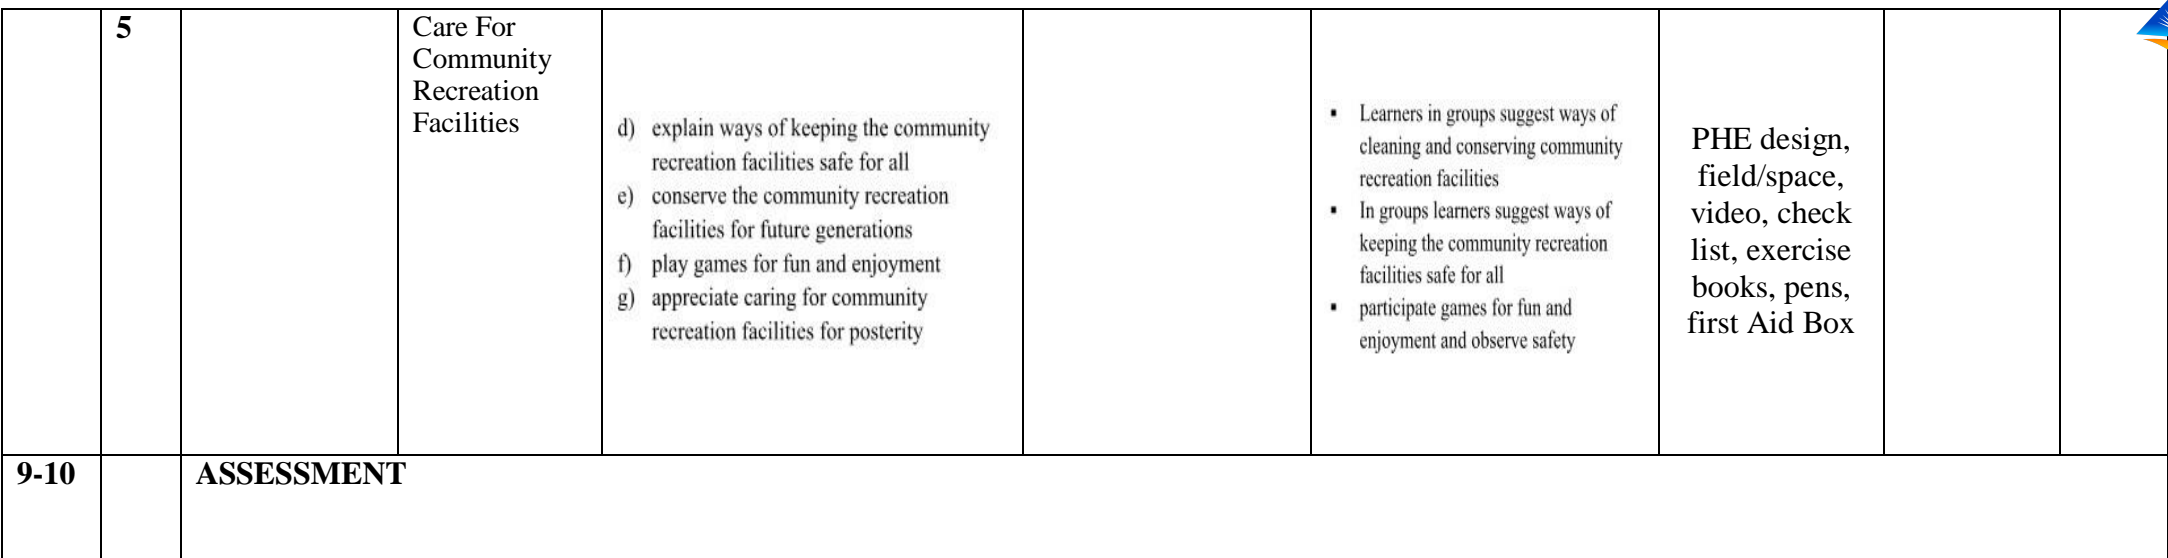 5
Care For
Community
Recreation
Facilities
d) explain ways of keeping the community
recreation facilities safe for all
e) conserve the community recreation
facilities for future generations
f) play games for fun and enjoyment
g) appreciate caring for community
recreation facilities for posterity
▪ Learners in groups suggest ways of
cleaning and conserving community
recreation facilities
▪ In groups learners suggest ways of
keeping the community recreation
facilities safe for all
▪ participate games for fun and
enjoyment and observe safety
PHE design,
field/space,
video, check
list, exercise
books, pens,
first Aid Box
9-10
ASSESSMENT